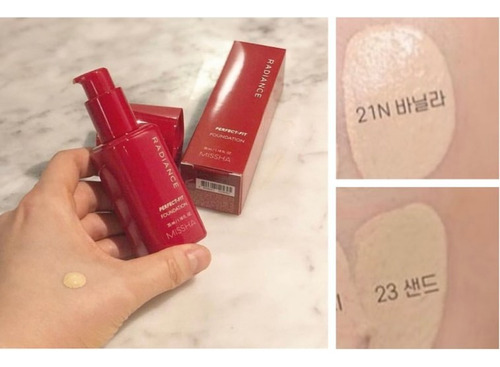 RADIANCE
PERFECT-FIT
FOUNDATION
MISSHA
RADIANCE
PERFECT-FIT
FOUNDATION
MISSHA
21N 바닐라
23 샌드